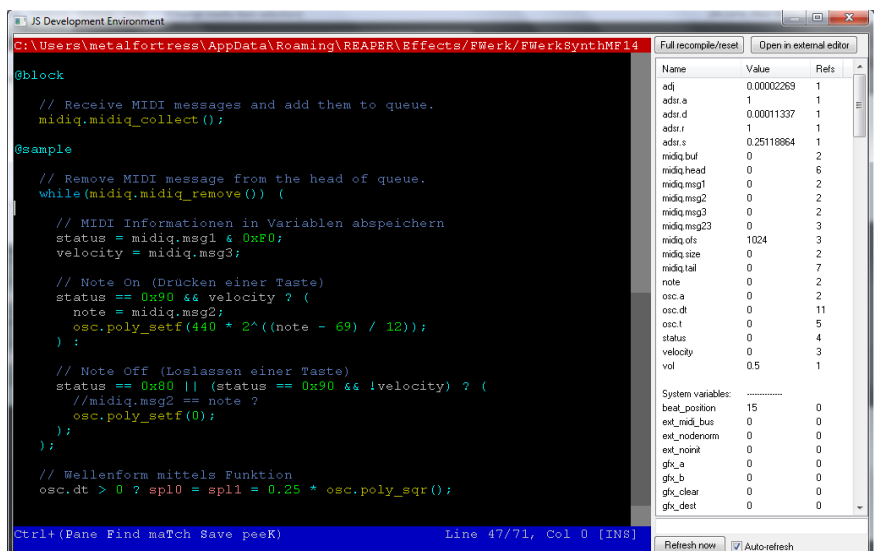 JS Development Environment
C:\Users\metalfortress\AppData\Roaming\REAPER\Effects/FWerk/FWerkSynthMF14
@block
// Receive MIDI messages and add them to queue.
midiq.midiq_collect();
@sample
// Remove MIDI message from the head of queue.
while(midiq.midiq_remove()) (
// MIDI Informationen in Variablen abspeichern
status = midiq.msg1 & 0xF0;
velocity = midiq.msg3;
// Note On (Drücken einer Taste)
status == 0x90 && velocity ? (
note = midiq.msg2;
osc.poly_setf(440 * 2^((note - 69) / 12));
) :
// Note Off (Loslassen einer Taste)
status == 0x80 || (status == 0x90 && !velocity) ? (
//midiq.msg2 == note ?
osc.poly_setf(0);
);
);
// Wellenform mittels Funktion
osc.dt > 0 ? spl0 = spl1 = 0.25 * osc.poly_sqr();
Ctrl+(Pane Find maTch Save peeK) Line 47/71, Col 0 [INS]
Full recompile/reset Open in external editor
Name Value Refs
adj 0.00002269 1
adsr.a 1 1
adsr.d 0.00011337 1
adsr.r 1 1
adsr.s 0.25118864 1
midiq.buf 0 2
midiq.head 0 6
midiq.msg1 0 2
midiq.msg2 0 2
midiq.msg3 0 2
midiq.msg23 0 3
midiq.ofs 1024 3
midiq.size 0 2
midiq.tail 0 7
note 0 2
osc.a 0 2
osc.dt 0 11
osc.t 0 5
status 0 4
velocity 0 3
vol 0.5 1
System variables: --------------
beat_position 15 0
ext_midi_bus 0 0
ext_nodenorm 0 0
ext_noinit 0 0
gfx_a 0 0
gfx_b 0 0
gfx_clear 0 0
gfx_dest 0 0
Refresh now Auto-refresh